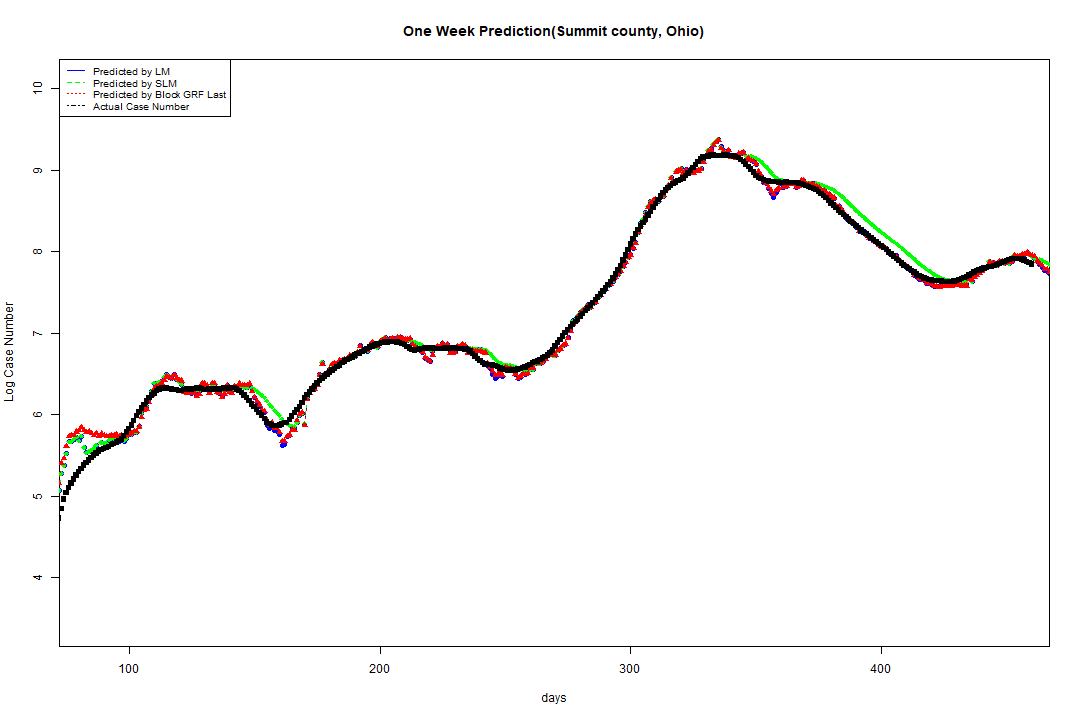 One Week Prediction(Summit county, Ohio)
Predicted by LM
Predicted by SLM
Predicted by Block GRF Last
Actual Case Number
10
9
8
7
6
5
4
Log Case Number
100 200 300 400
days